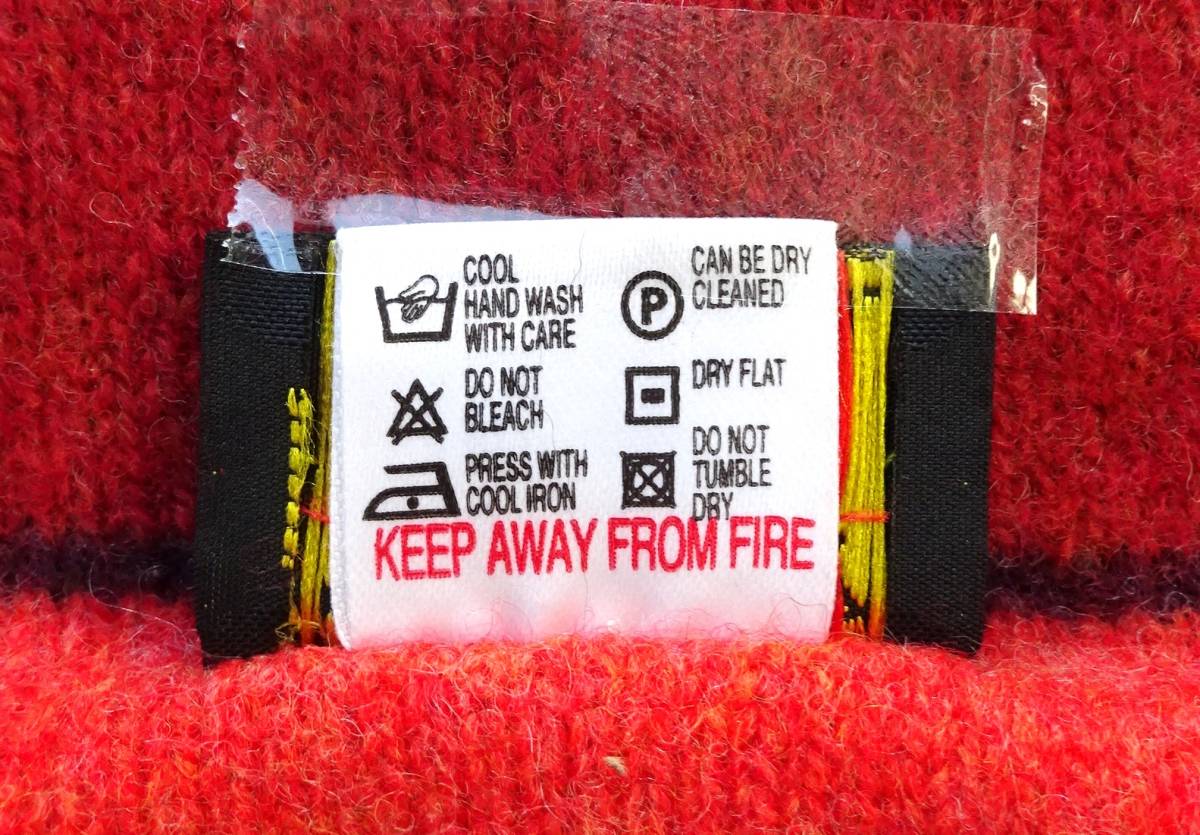 COOL
HAND WASH
WITH CARE
DO NOT
BLEACH
PRESS WITH
COOL IRON
P
CAN BE DRY
CLEANED
DRY FLAT
DO NOT
TUMBLE
DRY
KEEP AWAY FROM FIRE